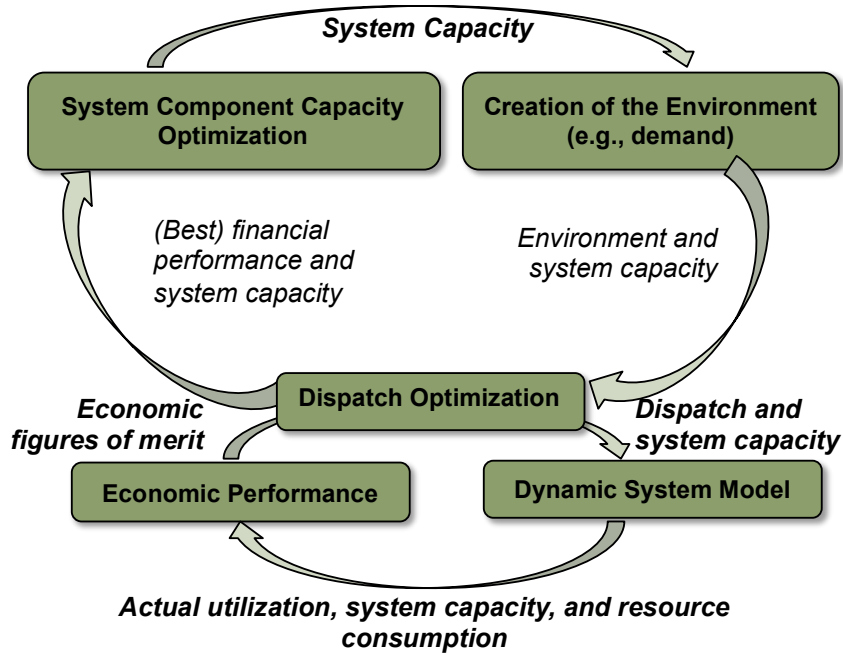 System Capacity
System Component Capacity
Optimization
Creation of the Environment
(e.g., demand)
(Best) financial
performance and
system capacity
Environment and
system capacity
Dispatch Optimization
Economic
figures of merit
Dispatch and
system capacity
Economic Performance
Dynamic System Model
Actual utilization, system capacity, and resource
consumption